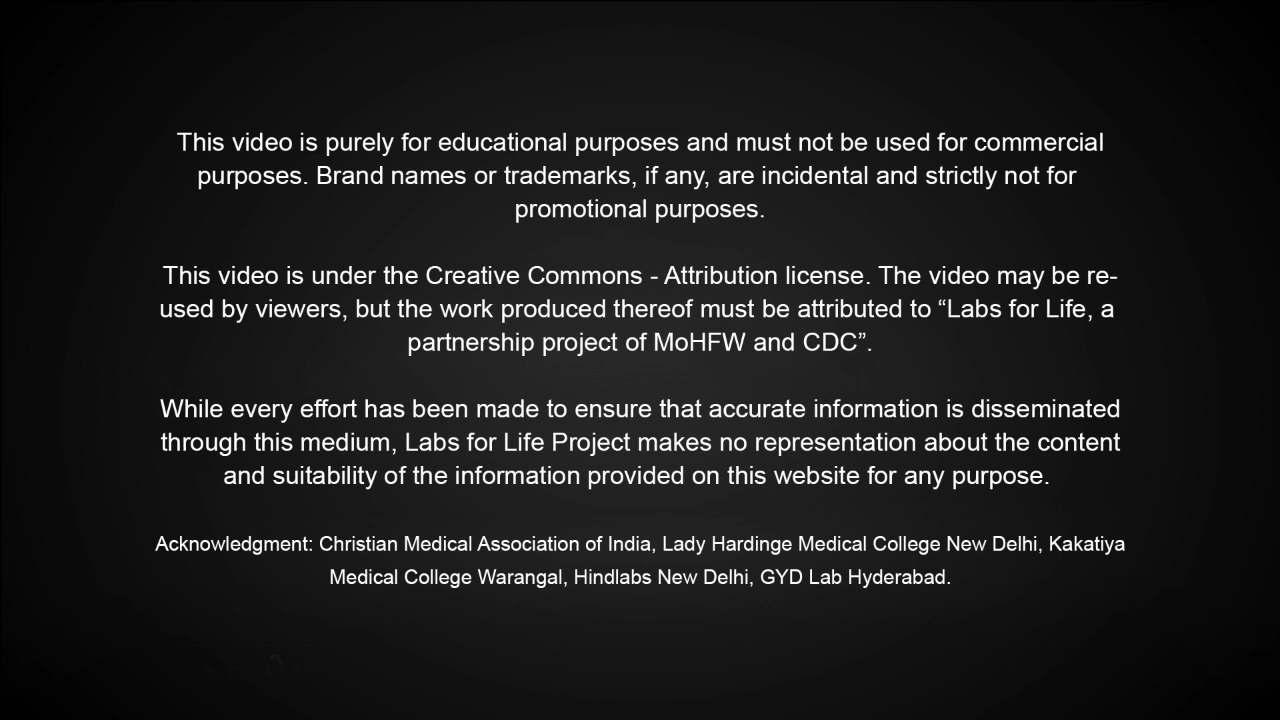 This video is purely for educational purposes and must not be used for commercial
purposes. Brand names or trademarks, if any, are incidental and strictly not for
promotional purposes.
This video is under the Creative Commons - Attribution license. The video may be re-
used by viewers, but the work produced thereof must be attributed to “Labs for Life, a
partnership project of MoHFW and CDC”.
While every effort has been made to ensure that accurate information is disseminated
through this medium, Labs for Life Project makes no representation about the content
and suitability of the information provided on this website for any purpose.
Acknowledgment: Christian Medical Association of India, Lady Hardinge Medical College New Delhi, Kakatiya
Medical College Warangal, Hindlabs New Delhi, GYD Lab Hyderabad.